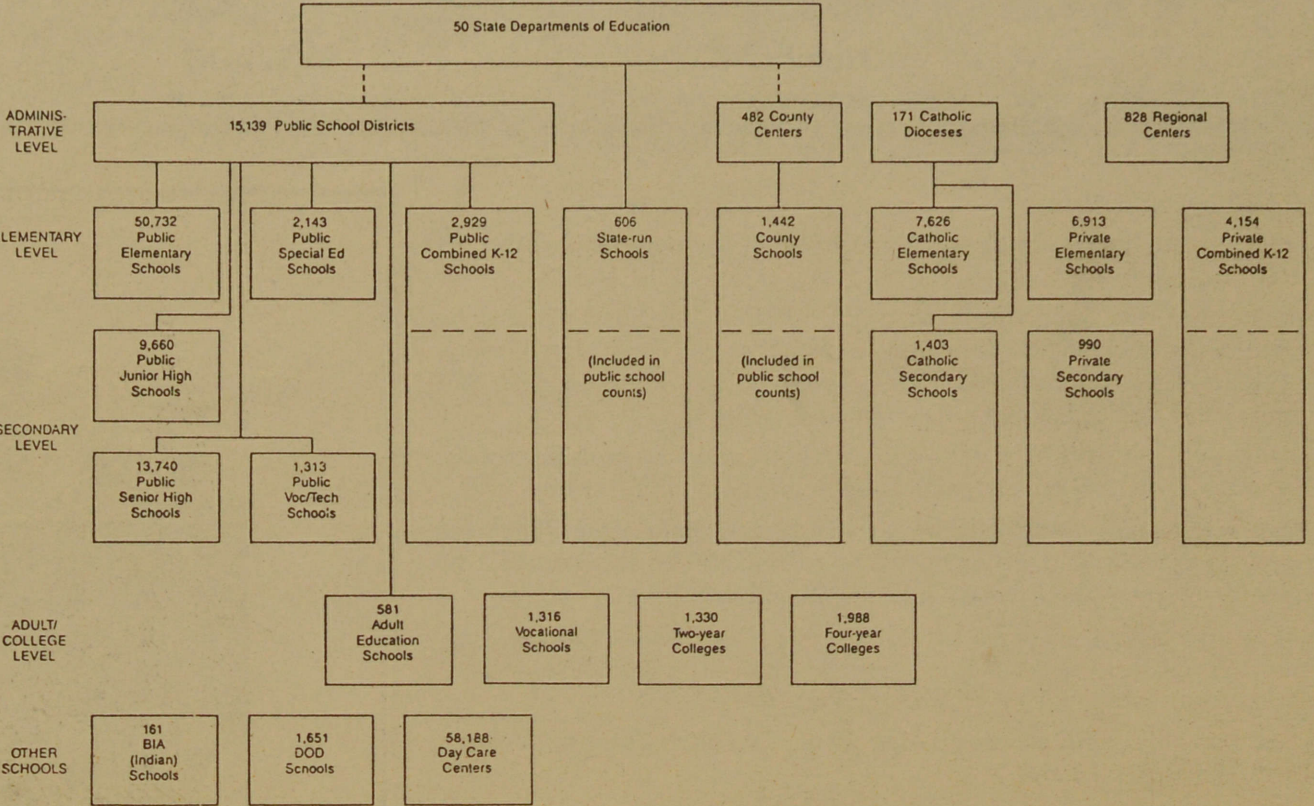 50 State Departments of Education
ADMINIS-
TRATIVE
LEVEL
15,139 Public School Districts
482 County
Centers
171 Catholic
Dioceses
828 Regional
Centers
LEMENTARY
LEVEL
50,732
Public
Elementary
Schools
2,143
Public
Special Ed
Schools
2,929
Public
Combined K-12
Schools
606
State-run
Schools
1,442
County
Schools
7,626
Catholic
Elementary
Schools
6,913
Private
Elementary
Schools
4,154
Private
Combined K-12
Schools
9,660
Public
Junior High
Schools
(Included in
public school
counts)
(Included in
public school
counts)
1,403
Catholic
Secondary
Schools
990
Private
Secondary
Schools
SECONDARY
LEVEL
13,740
Public
Senior High
Schools
1,313
Public
Voc/Tech
Schools
ADULT/
COLLEGE
LEVEL
581
Adult
Education
Schools
1,316
Vocational
Schools
1,330
Two-year
Colleges
1,988
Four-year
Colleges
OTHER
SCHOOLS
161
BIA
(Indian)
Schools
1,651
DOD
Schools
58,188
Day Care
Centers